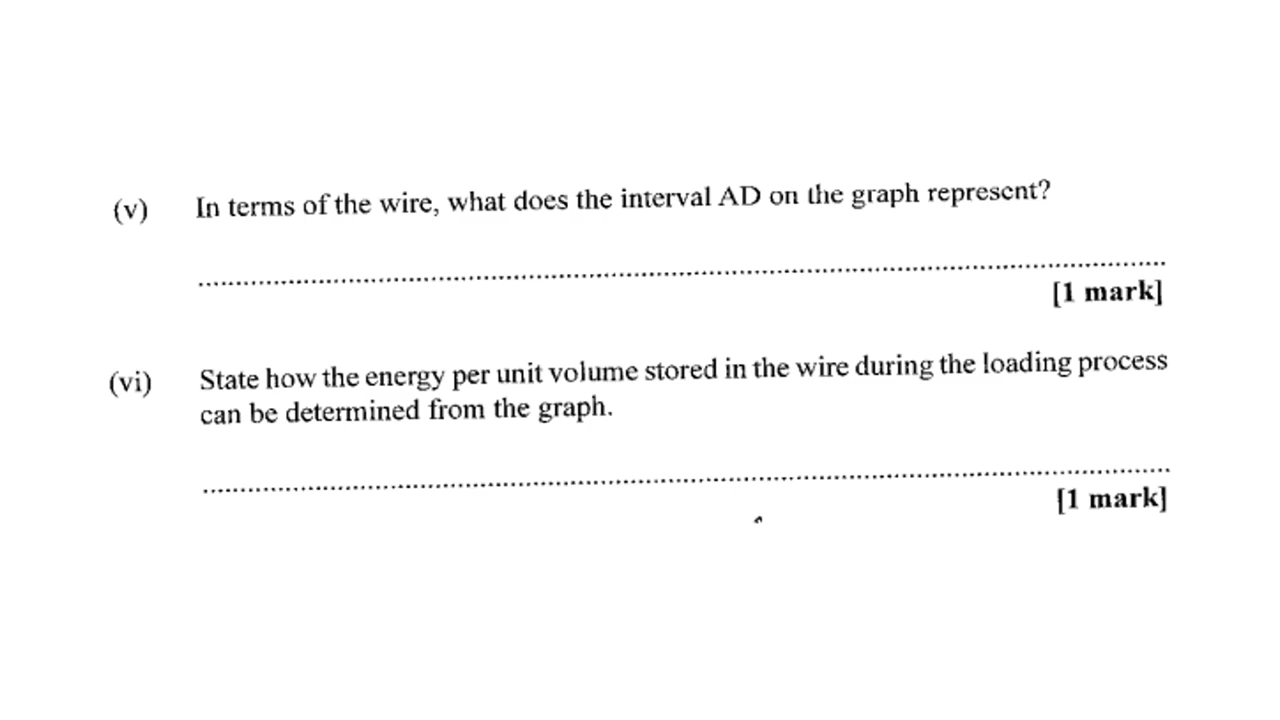 (v) In terms of the wire, what does the interval AD on the graph represent?
[1 mark]
(vi) State how the energy per unit volume stored in the wire during the loading process
can be determined from the graph.
[1 mark]